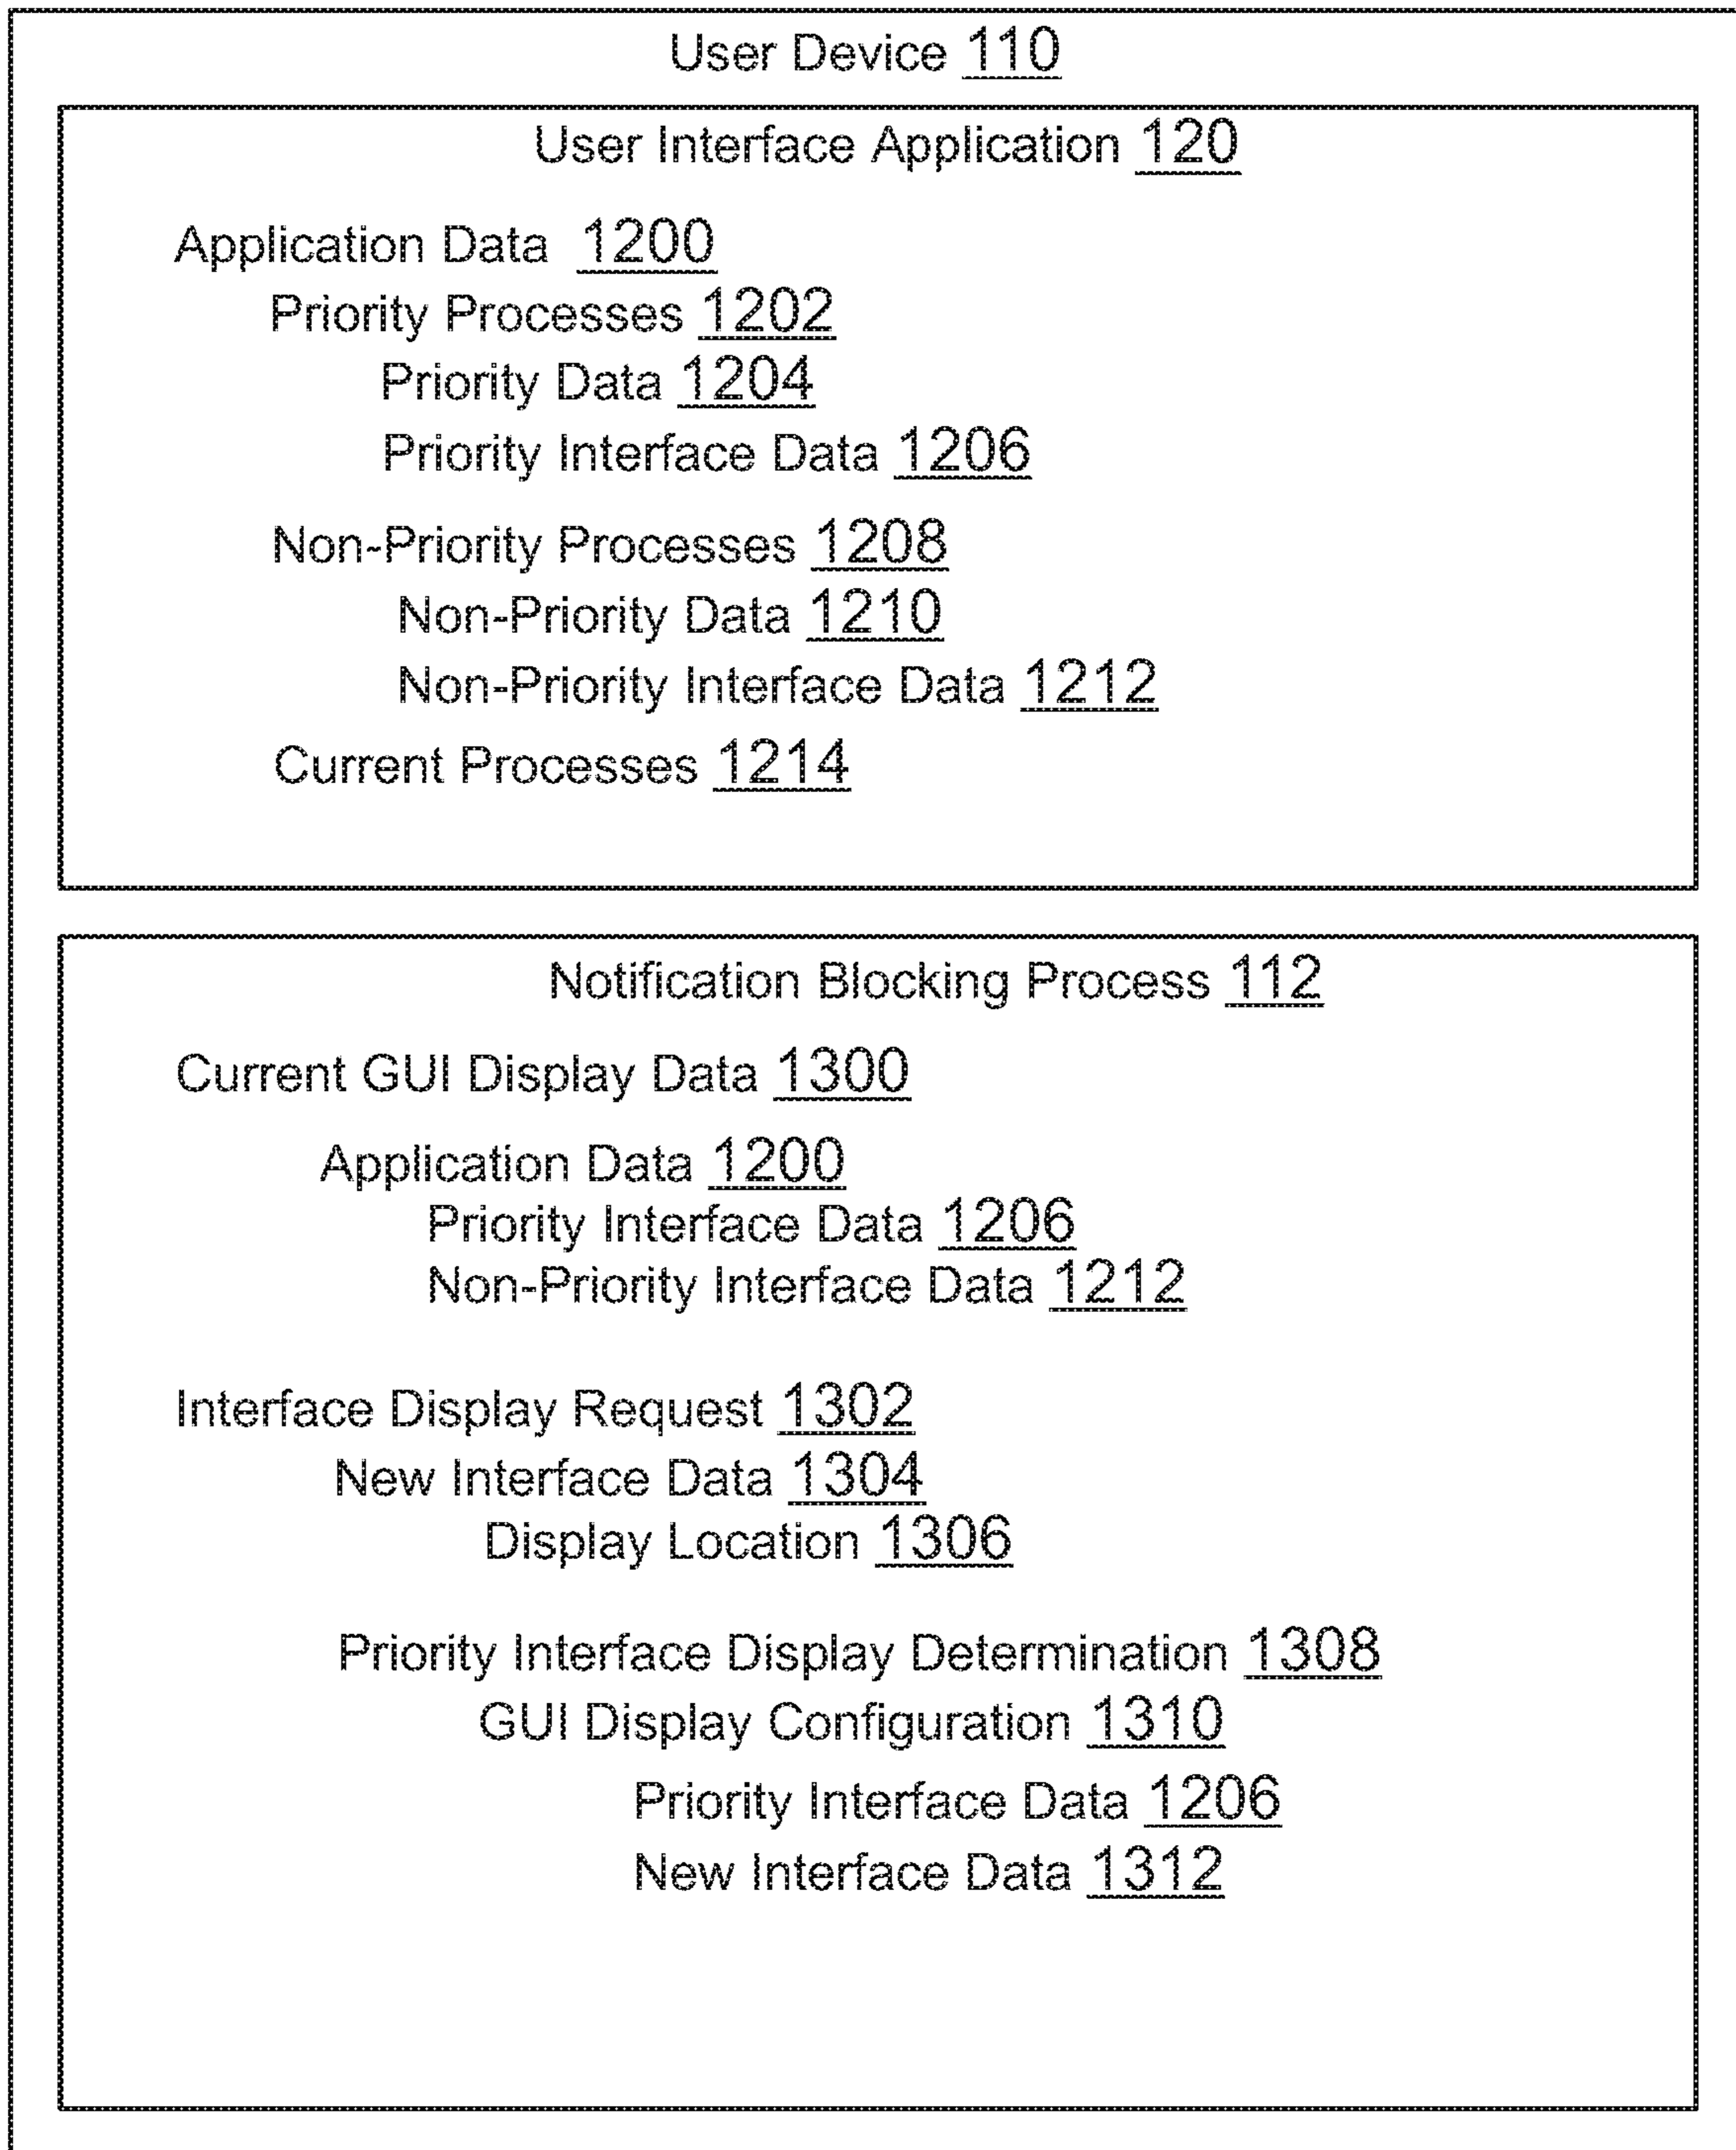 User Device 110
User Interface Application 120
Application Data 1200
Priority Processes 1202
Priority Data 1204
Priority Interface Data 1206
Non-Priority Processes 1208
Non-Priority Data 1210
Non-Priority Interface Data 1212
Current Processes 1214
Notification Blocking Process 112
Current GUI Display Data 1300
Application Data 1200
Priority Interface Data 1206
Non-Priority Interface Data 1212
Interface Display Request 1302
New Interface Data 1304
Display Location 1306
Priority Interface Display Determination 1308
GUI Display Configuration 1310
Priority Interface Data 1206
New Interface Data 1312